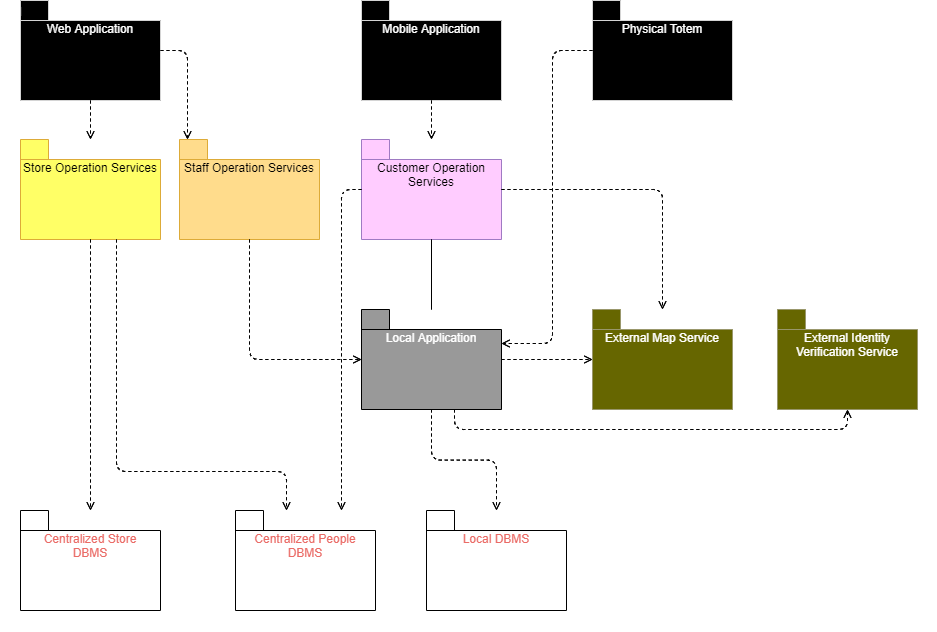 Web Application
Mobile Application
Physical Totem
Store Operation Services
Staff Operation Services
Customer Operation
Services
Local Application
External Map Service
External Identity
Verification Service
Centralized Store
DBMS
Centralized People
DBMS
Local DBMS